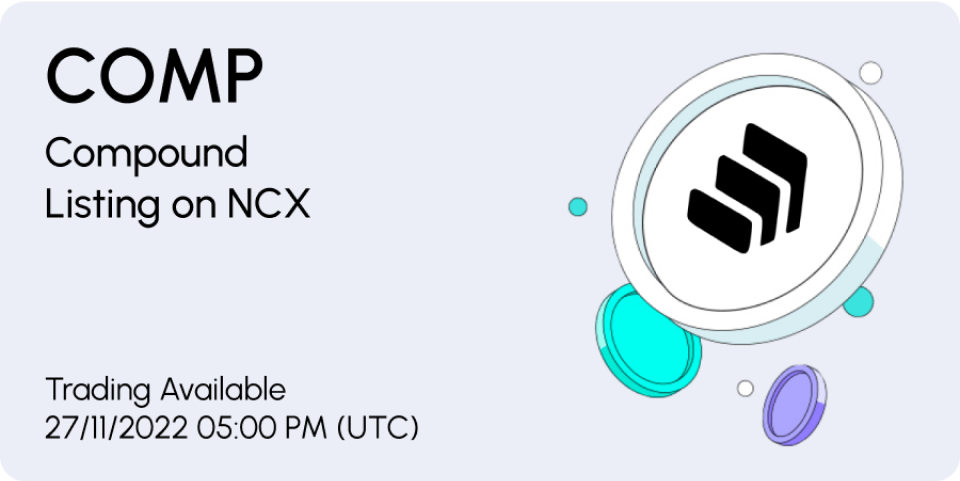 COMP
Compound
Listing on NCX
Trading Available
27/11/2022 05:00 PM (UTC)